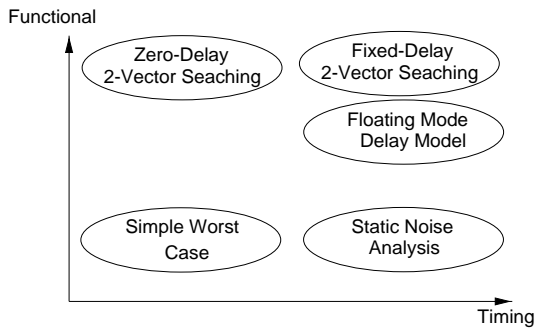 Functional
Zero-Delay
2-Vector Seaching
Fixed-Delay
2-Vector Seaching
Floating Mode
Delay Model
Simple Worst
Case
Static Noise
Analysis
Timing